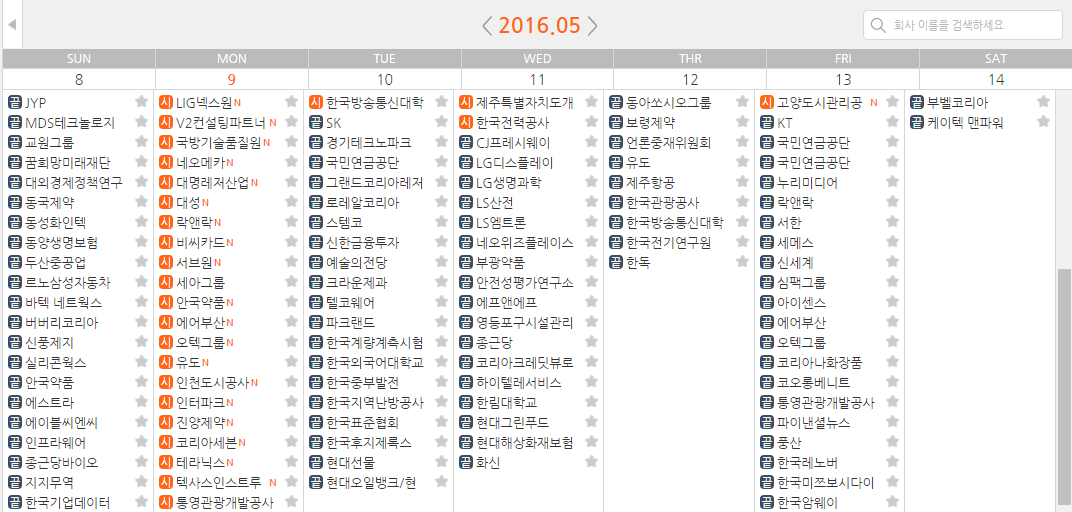 2016.05
회사 이름을 검색하세요
SUN MON TUE WED THR FRI SAT
8 9 10 11 12 13 14
끝 JYP
끝 MDS테크놀로지
끝 교원그룹
끝 꿈희망미래재단
끝 대외경제정책연구
끝 동국제약
끝 동성화인텍
끝 동양생명보험
끝 두산중공업
끝 르노삼성자동차
끝 바텍 네트웍스
끝 버버리코리아
끝 신풍제지
끝 실리콘웍스
끝 안국약품
끝 에스트라
끝 에이블씨엔씨
끝 인프라웨어
끝 종근당바이오
끝 지지무역
끝 한국기업데이터
시 LIG넥스원 N
시 V2컨설팅파트너 N
시 국방기술품질원 N
시 네오메카 N
시 대명레저산업 N
시 대성 N
시 락앤락 N
시 비씨카드 N
시 서브원 N
시 세아그룹
시 안국약품 N
시 에어부산 N
시 오텍그룹 N
시 유도 N
시 인천도시공사 N
시 인터파크 N
시 진양제약 N
시 코리아세븐 N
시 테라닉스 N
시 텍사스인스트루 N
시 통영관광개발공사
시 한국방송통신대학
끝 SK
끝 경기테크노파크
끝 국민연금공단
끝 그랜드코리아레저
끝 로레알코리아
끝 스템코
끝 신한금융투자
끝 예술의전당
끝 크라운제과
끝 텔코웨어
끝 파크랜드
끝 한국계량계측시험
끝 한국외국어대학교
끝 한국중부발전
끝 한국지역난방공사
끝 한국표준협회
끝 한국후지제록스
끝 현대선물
끝 현대오일뱅크/현
시 제주특별자치도개
시 한국전력공사
끝 CJ프레시웨이
끝 LG디스플레이
끝 LG생명과학
끝 LS산전
끝 LS엠트론
끝 네오위즈플레이스
끝 부광약품
끝 안전성평가연구소
끝 에프앤에프
끝 영등포구시설관리
끝 종근당
끝 코리아크레딧뷰로
끝 하이텔레서비스
끝 한림대학교
끝 현대그린푸드
끝 현대해상화재보험
끝 화신
끝 동아쏘시오그룹
끝 보령제약
끝 언론중재위원회
끝 유도
끝 제주항공
끝 한국관광공사
끝 한국방송통신대학
끝 한국전기연구원
끝 한독
시 고양도시관리공 N
끝 KT
끝 국민연금공단
끝 국민연금공단
끝 누리미디어
끝 락앤락
끝 서한
끝 세메스
끝 신세계
끝 심팩그룹
끝 아이센스
끝 에어부산
끝 오텍그룹
끝 코리아나화장품
끝 코오롱베니트
끝 통영관광개발공사
끝 파이낸셜뉴스
끝 풍산
끝 한국레노버
끝 한국미쯔보시다이
끝 한국암웨이
끝 부벨코리아
끝 케이텍 맨파워